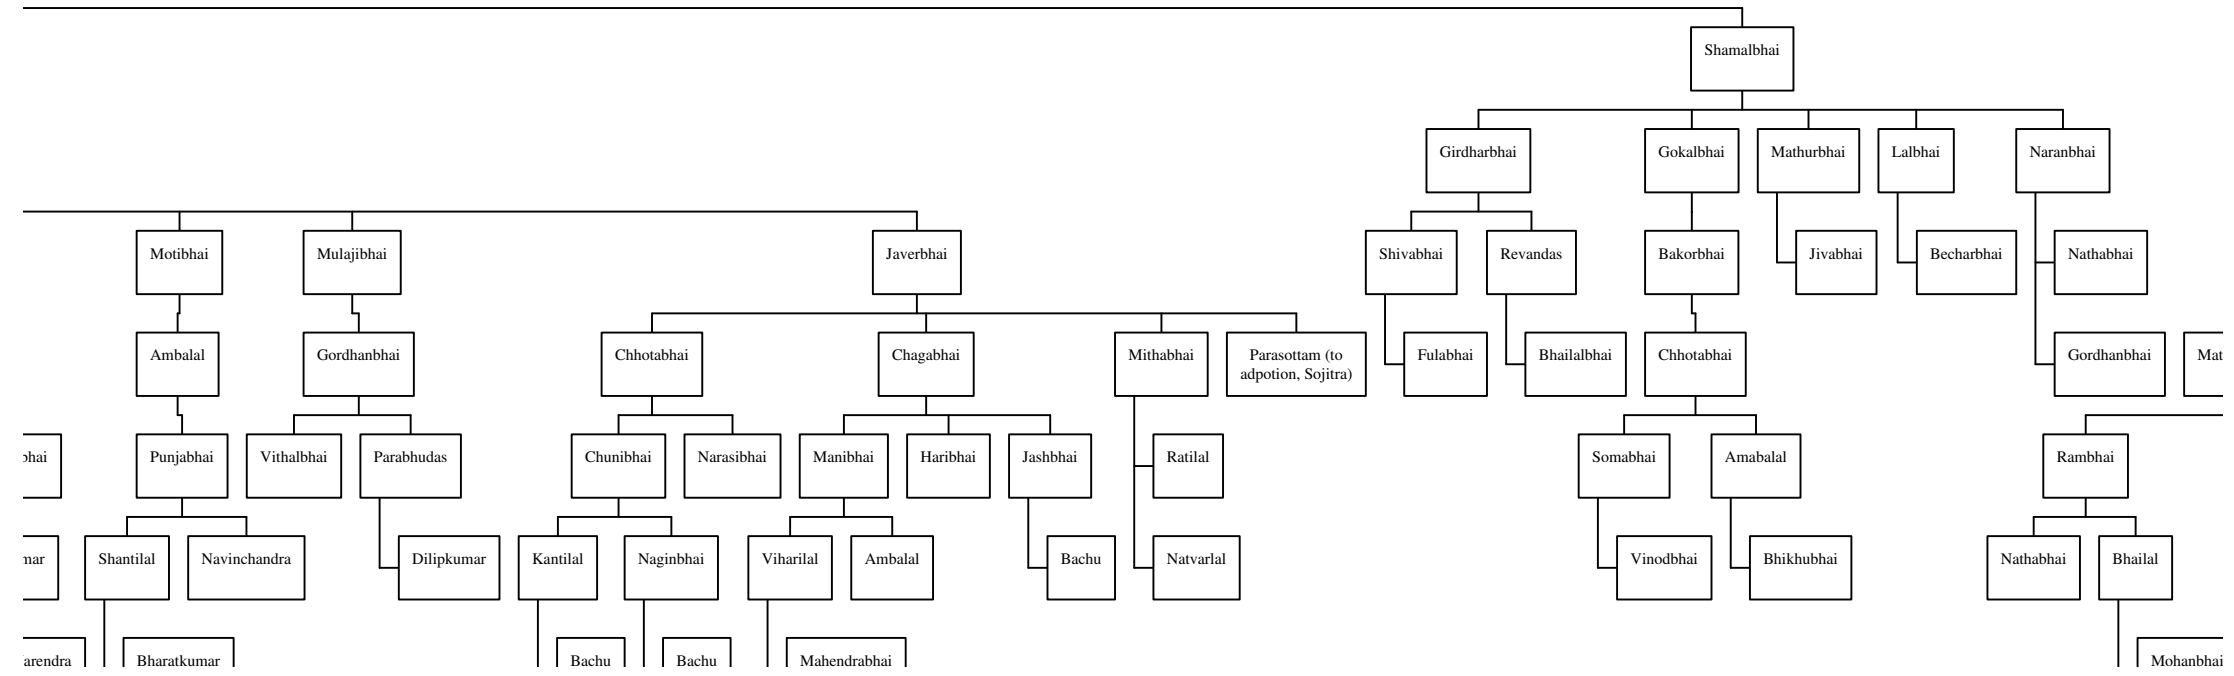 Shamalbhai
Girdharbhai
Gokalbhai
Mathurbhai
Lalbhai
Naranbhai
Motibhai
Mulajibhai
Javerbhai
Shivabhai
Revandas
Bakorbhai
Jivabhai
Becharbhai
Nathabhai
Ambalal
Gordhanbhai
Chhotabhai
Chagabhai
Mithabhai
Parasottam (to
adpotion, Sojitra)
Fulabhai
Bhailalbhai
Chhotabhai
Gordhanbhai
Punjabhai
Vithalbhai
Parabhudas
Chunibhai
Narasibhai
Manibhai
Haribhai
Jashbhai
Ratilal
Somabhai
Amabalal
Rambhai
Shantilal
Navinchandra
Dilipkumar
Kantilal
Naginbhai
Viharilal
Ambalal
Bachu
Natvarlal
Vinodbhai
Bhikhubhai
Nathabhai
Bhailal
Bharatkumar
Bachu
Bachu
Mahendrabhai
Mohanbhai